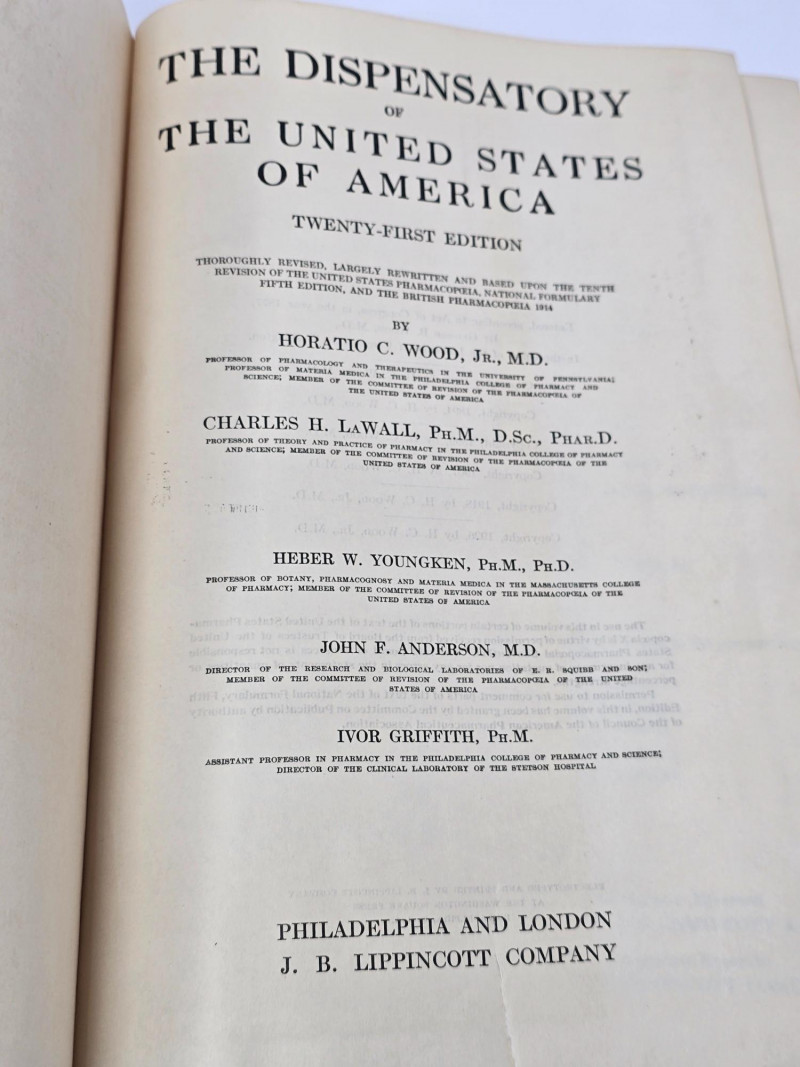 THE DISPENSATORY
OF
THE UNITED STATES
OF AMERICA
TWENTY-FIRST EDITION
THOROUGHLY REVISED, LARGELY REWRITTEN AND BASED UPON THE TENTH
REVISION OF THE UNITED STATES PHARMACOPŒIA, NATIONAL FORMULARY
FIFTH EDITION, AND THE BRITISH PHARMACOPŒIA 1914
BY
HORATIO C. WOOD, JR., M.D.
PROFESSOR OF PHARMACOLOGY AND THERAPEUTICS IN THE UNIVERSITY OF PENNSYLVANIA;
PROFESSOR OF MATERIA MEDICA IN THE PHILADELPHIA COLLEGE OF PHARMACY AND
SCIENCE; MEMBER OF THE COMMITTEE OF REVISION OF THE PHARMACOPŒIA OF
THE UNITED STATES OF AMERICA
CHARLES H. LAWALL, PH.M., D.SC., PHAR.D.
PROFESSOR OF THEORY AND PRACTICE OF PHARMACY IN THE PHILADELPHIA COLLEGE OF PHARMACY
AND SCIENCE; MEMBER OF THE COMMITTEE OF REVISION OF THE PHARMACOPŒIA OF THE
UNITED STATES OF AMERICA
HEBER W. YOUNGKEN, PH.M., PH.D.
PROFESSOR OF BOTANY, PHARMACOGNOSY AND MATERIA MEDICA IN THE MASSACHUSETTS COLLEGE
OF PHARMACY; MEMBER OF THE COMMITTEE OF REVISION OF THE PHARMACOPŒIA OF THE
UNITED STATES OF AMERICA
JOHN F. ANDERSON, M.D.
DIRECTOR OF THE RESEARCH AND BIOLOGICAL LABORATORIES OF E. R. SQUIBB AND SON;
MEMBER OF THE COMMITTEE OF REVISION OF THE PHARMACOPŒIA OF THE UNITED
STATES OF AMERICA
IVOR GRIFFITH, PH.M.
ASSISTANT PROFESSOR IN PHARMACY IN THE PHILADELPHIA COLLEGE OF PHARMACY AND SCIENCE;
DIRECTOR OF THE CLINICAL LABORATORY OF THE STETSON HOSPITAL
PHILADELPHIA AND LONDON
J. B. LIPPINCOTT COMPANY